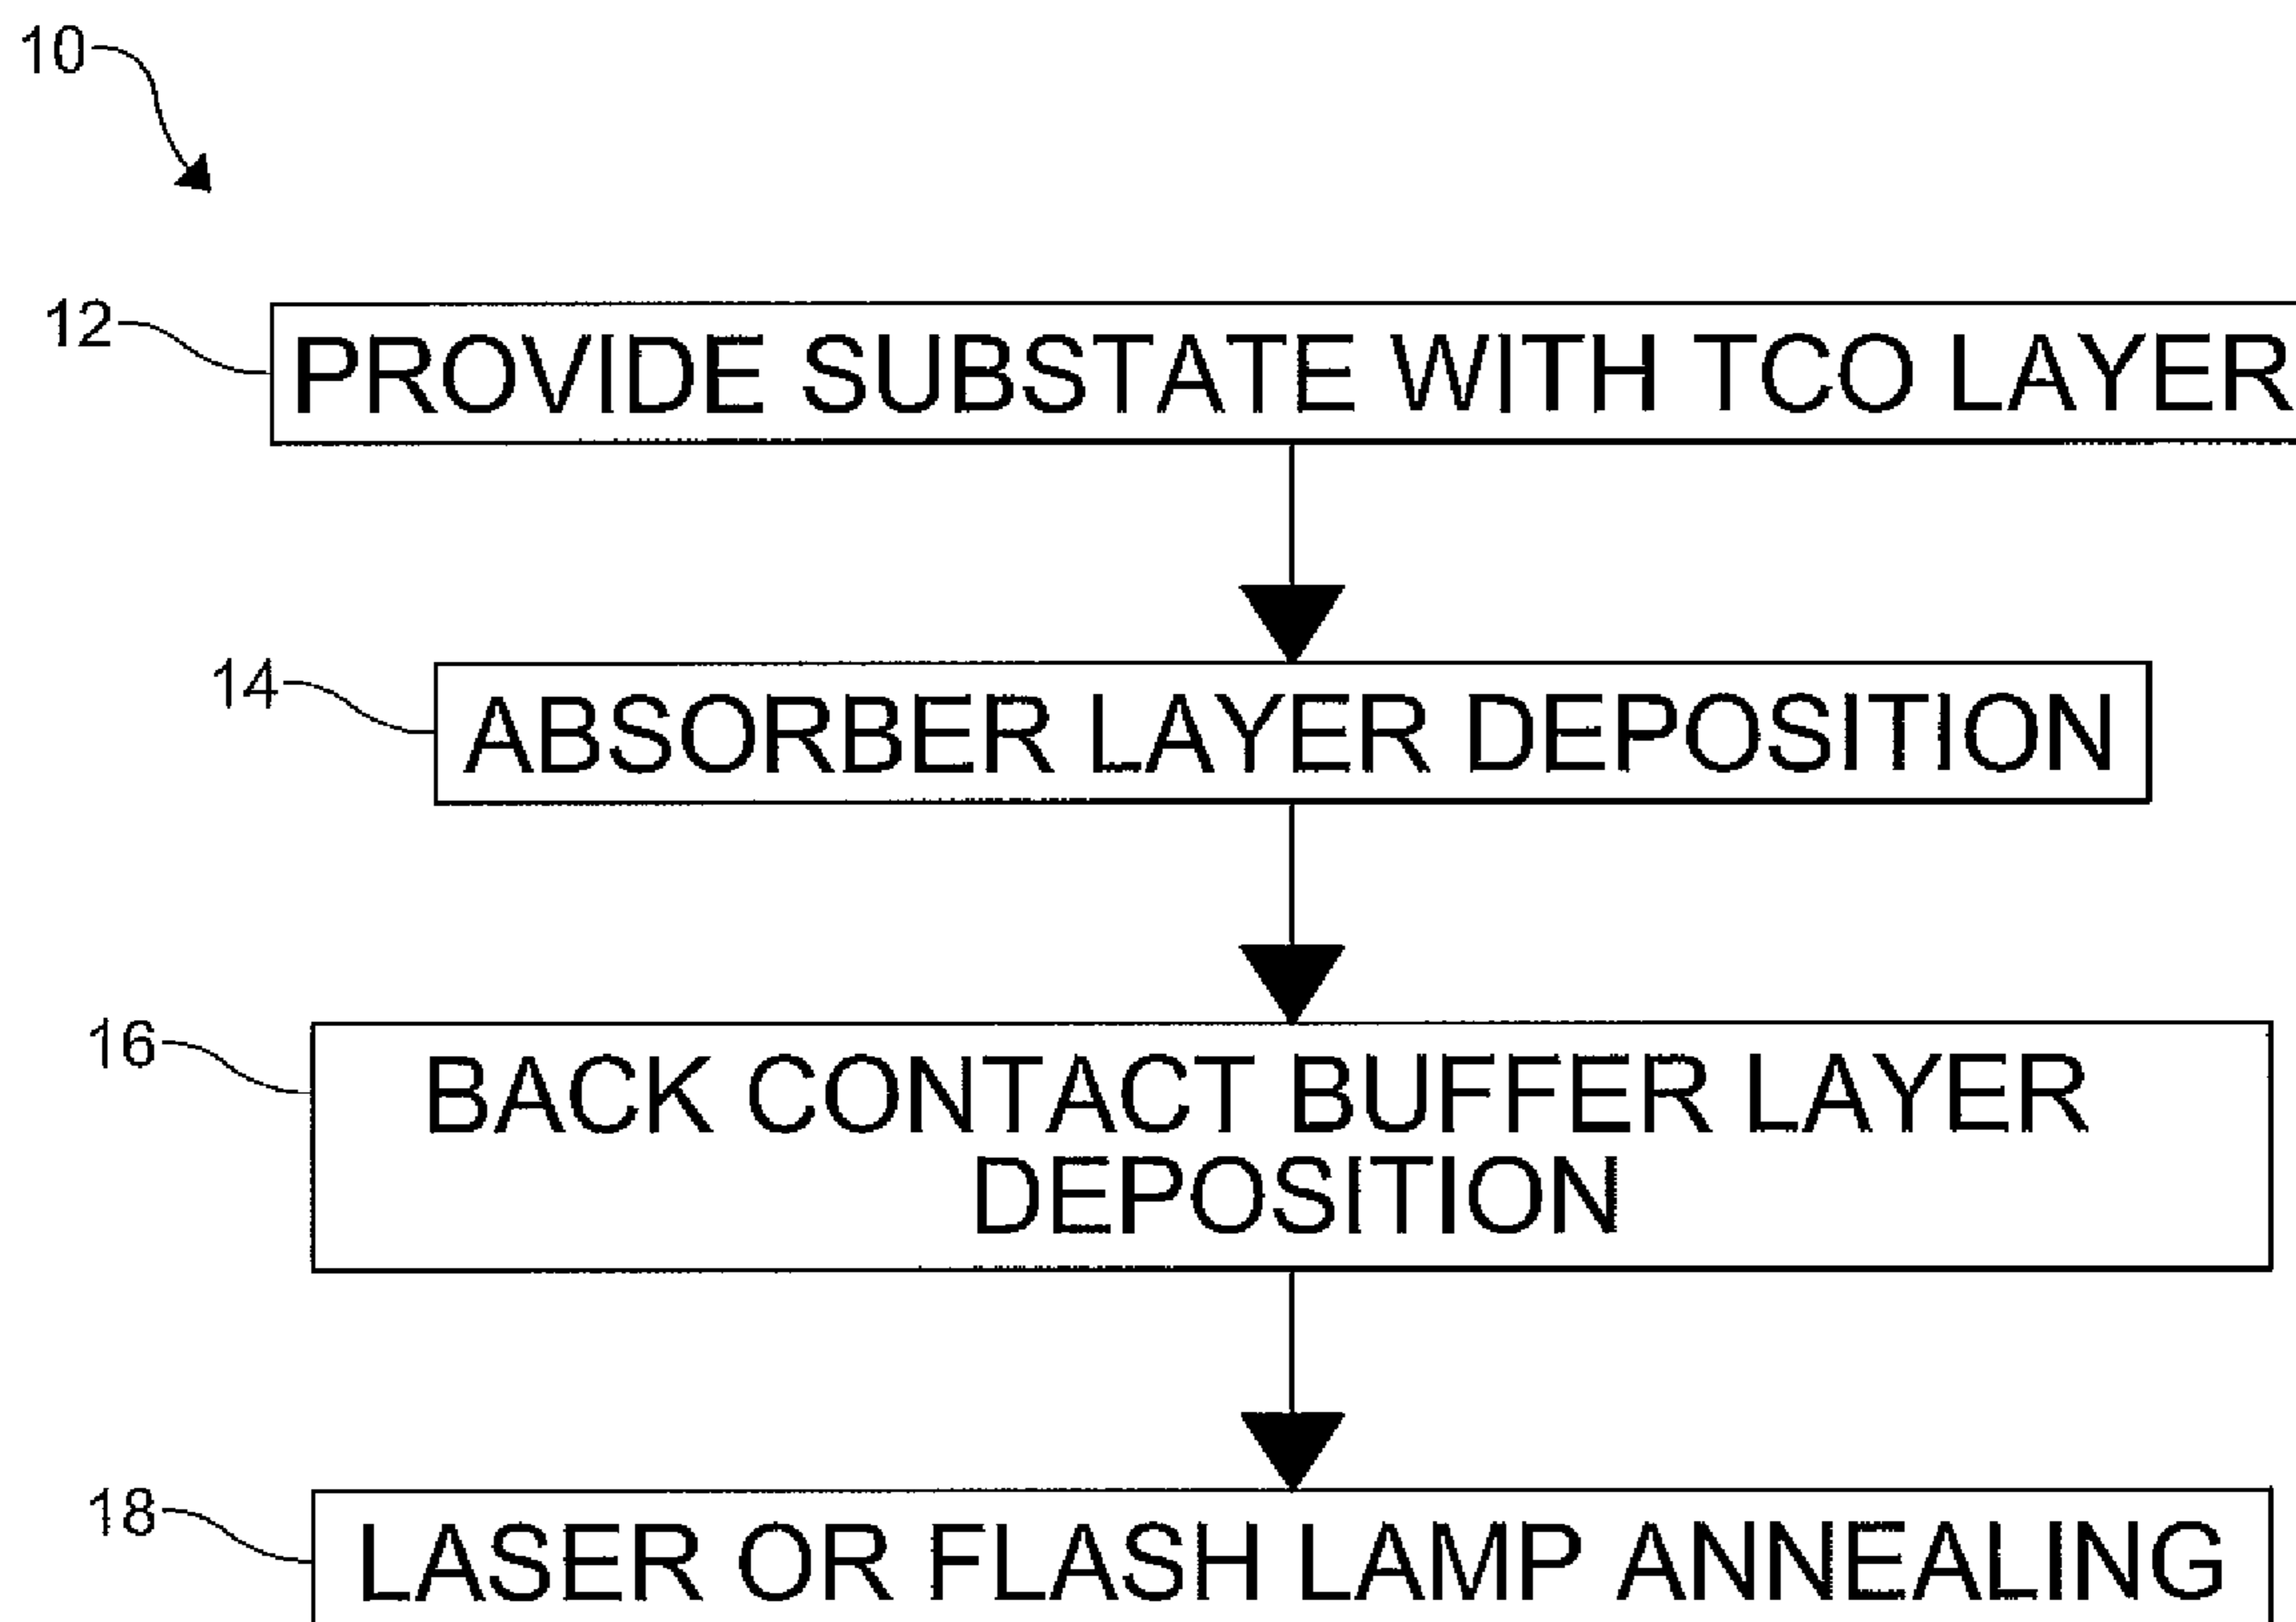 10
12
PROVIDE SUBSTATE WITH TCO LAYER
14
ABSORBER LAYER DEPOSITION
16
BACK CONTACT BUFFER LAYER
DEPOSITION
18
LASER OR FLASH LAMP ANNEALING